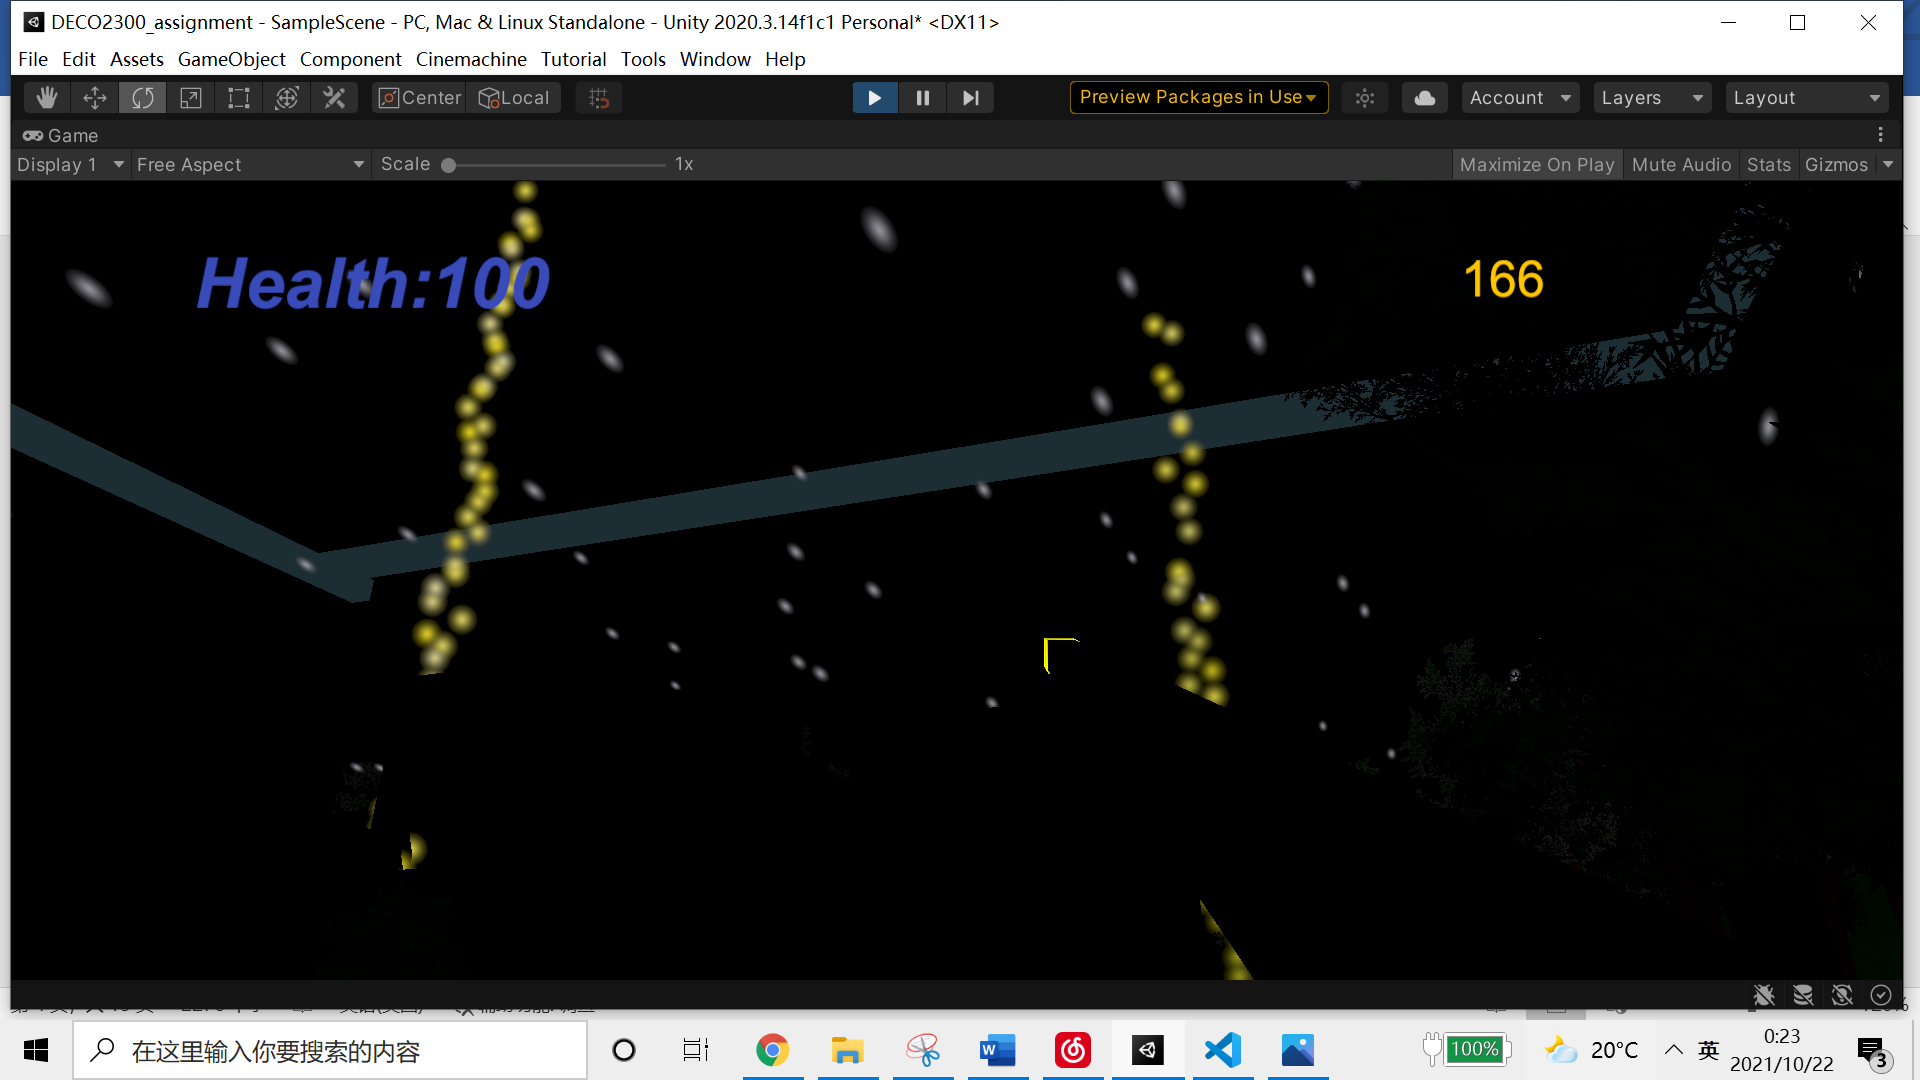 DECO2300_assignment - SampleScene - PC, Mac & Linux Standalone - Unity 2020.3.14f1c1 Personal* <DX11>
File Edit Assets GameObject Component Cinemachine Tutorial Tools Window Help
Center Local Preview Packages in Use Account Layers Layout
Game
Display 1 Free Aspect Scale 1x Maximize On Play Mute Audio Stats Gizmos
Health:100
166
在这里输入你要搜索的内容
W
100%
20°C
英
0:23
2021/10/22
3